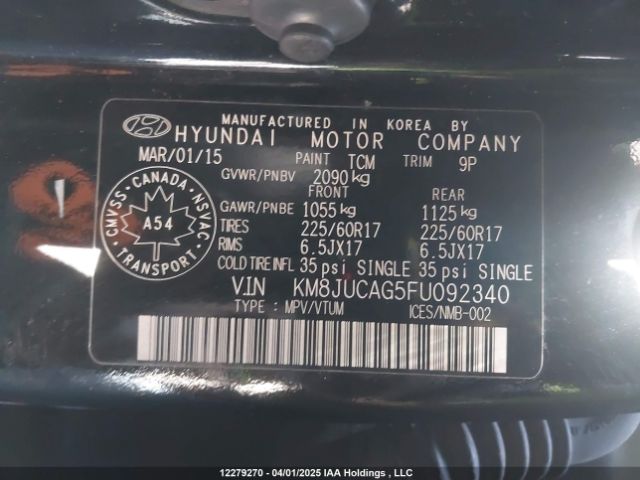 MANUFACTURED IN KOREA BY
HYUNDAI MOTOR COMPANY
MAR/01/15 PAINT TCM TRIM 9P
GVWR/PNBV 2090 kg
FRONT REAR
GAWR/PNBE 1055 kg 1125 kg
TIRES 225/60R17 225/60R17
RIMS 6.5JX17 6.5JX17
COLD TIRE INFL 35 psi SINGLE 35 psi SINGLE
VIN KM8JUCAG5FU092340
TYPE : MPV/VTUM ICES/NMB-002
CMVSS · CANADA · NSVAC · TRANSPORT ·
A54
12279270 - 04/01/2025 IAA Holdings , LLC